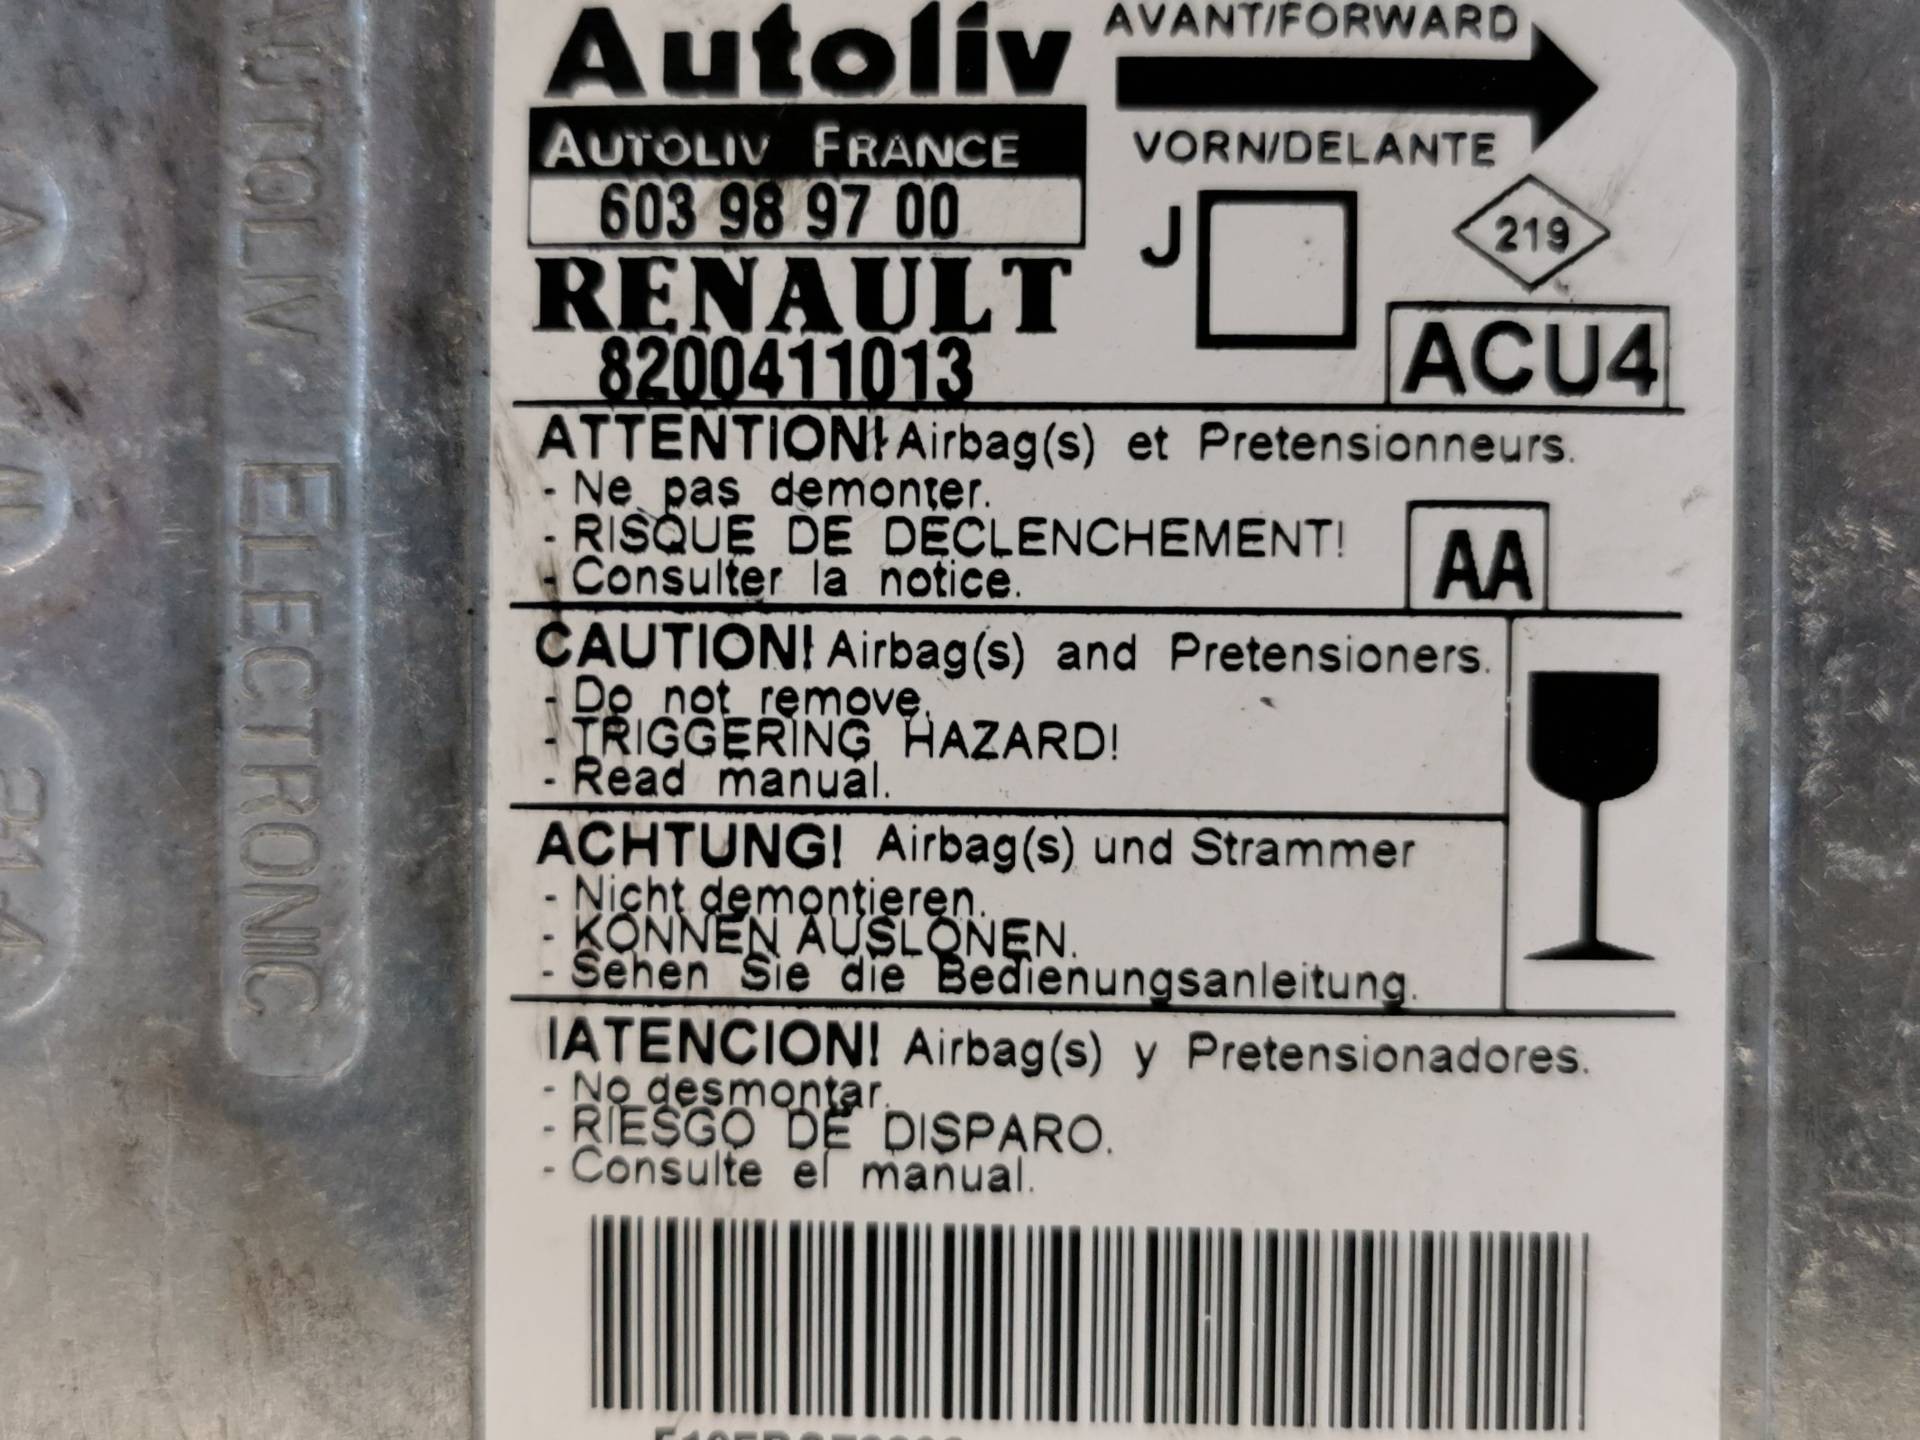 Autoliv
AVANT/FORWARD
AUTOLIV FRANCE
VORN/DELANTE
603 98 97 00
J
219
RENAULT
8200411013
ACU4
ATTENTION! Airbag(s) et Pretensionneurs.
- Ne pas demonter.
- RISQUE DE DECLENCHEMENT!
- Consulter la notice.
AA
CAUTION! Airbag(s) and Pretensioners.
- Do not remove.
- TRIGGERING HAZARD!
- Read manual.
ACHTUNG! Airbag(s) und Strammer
- Nicht demontieren.
- KONNEN AUSLONEN.
- Sehen Sie die Bedienungsanleitung.
IATENCION! Airbag(s) y Pretensionadores.
- No desmontar.
- RIESGO DE DISPARO.
- Consulte el manual.
AUTOLIV ELECTRONIC